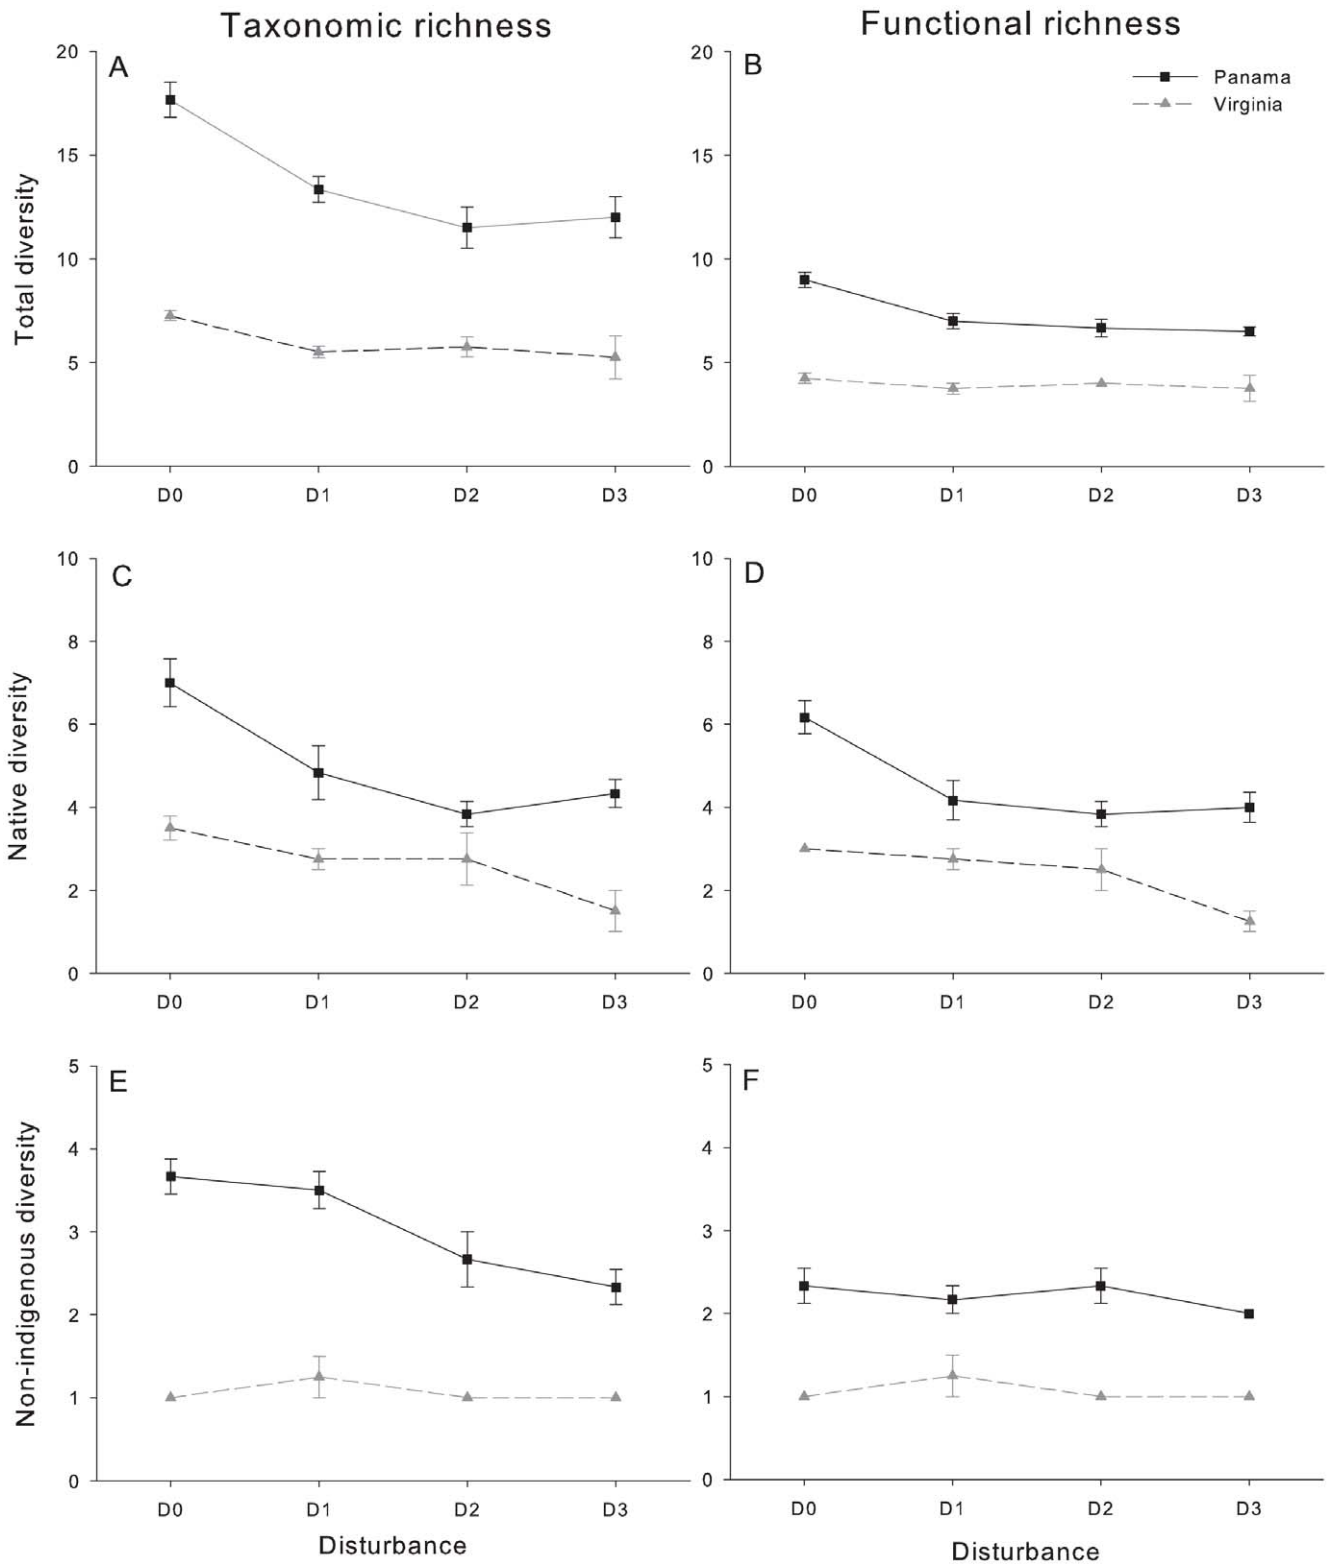 Taxonomic richness
Functional richness
A
B
Panama
Virginia
Total diversity
20
15
10
5
0
D0 D1 D2 D3
20
15
10
5
0
D0 D1 D2 D3
C
D
Native diversity
10
8
6
4
2
0
D0 D1 D2 D3
10
8
6
4
2
0
D0 D1 D2 D3
E
F
Non-indigenous diversity
5
4
3
2
1
0
D0 D1 D2 D3
Disturbance
5
4
3
2
1
0
D0 D1 D2 D3
Disturbance